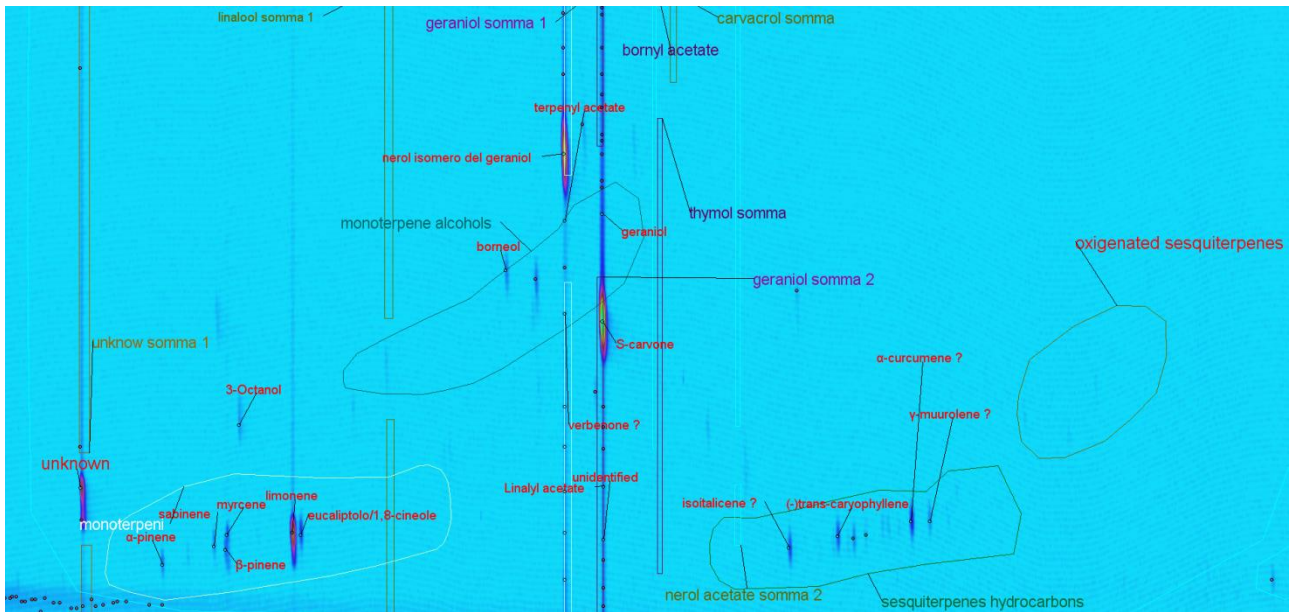 linalool somma 1
geraniol somma 1
carvacrol somma
bornyl acetate
terpenyl acetate
nerol isomero del geraniol
thymol somma
monoterpene alcohols
geraniol
borneol
oxigenated sesquiterpenes
geraniol somma 2
unknow somma 1
S-carvone
α-curcumene ?
3-Octanol
γ-muurolene ?
verbenone ?
unknown
unidentified
Linalyl acetate
limonene
isoitalicene ?
(-)trans-caryophyllene
sabinene
myrcene
eucaliptolo/1,8-cineole
monoterpeni
α-pinene
β-pinene
nerol acetate somma 2
sesquiterpenes hydrocarbons